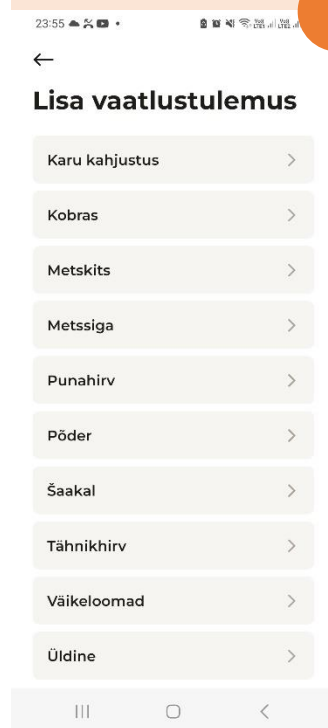 23:55
Lisa vaatlustulemus
Karu kahjustus
Kobras
Metskits
Metssiga
Punahirv
Põder
Šaakal
Tähnikhirv
Väikeloomad
Üldine